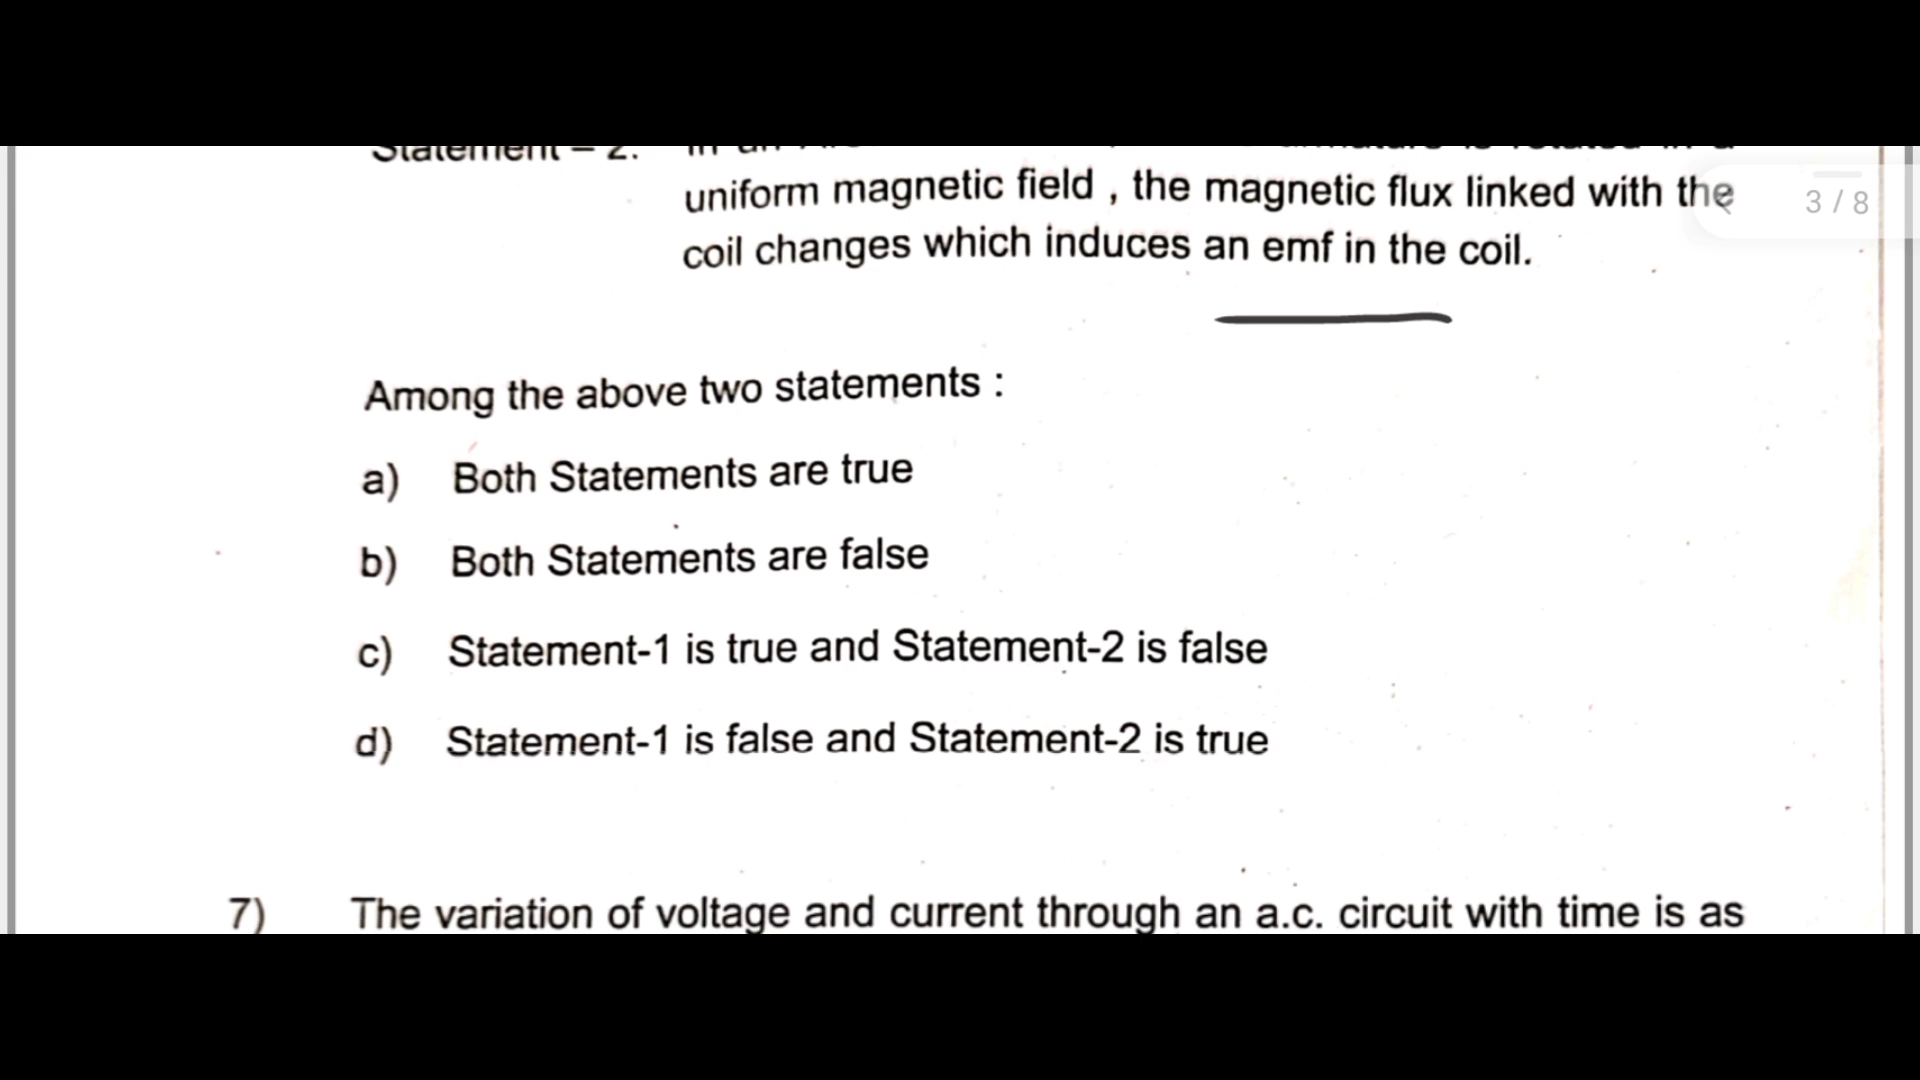 Statement – 2. in a
uniform magnetic field , the magnetic flux linked with the
3 / 8
coil changes which induces an emf in the coil.
Among the above two statements :
a) Both Statements are true
b) Both Statements are false
c) Statement-1 is true and Statement-2 is false
d) Statement-1 is false and Statement-2 is true
7) The variation of voltage and current through an a.c. circuit with time is as